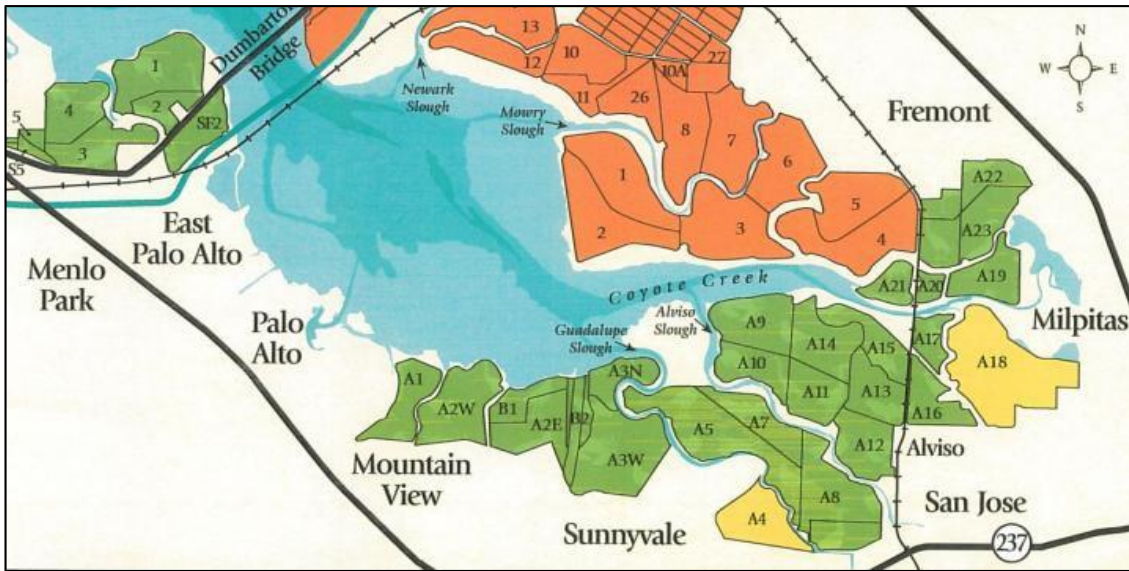 13
10
12
27
10A
11
26
8
7
6
Dumbarton
Bridge
1
4
2
SF2
5
3
S5
Newark
Slough
Mowry
Slough
N
W
E
S
Fremont
1
2
3
5
4
A22
A23
A21
A20
A19
East
Palo Alto
Menlo
Park
Palo
Alto
Coyote Creek
Guadalupe
Slough
Alviso
Slough
Milpitas
A9
A14
A15
A17
A18
A10
A11
A13
A16
A1
A2W
B1
A2E
B2
A3N
A3W
A5
A7
A12
A8
A4
Alviso
Mountain
View
Sunnyvale
San Jose
237